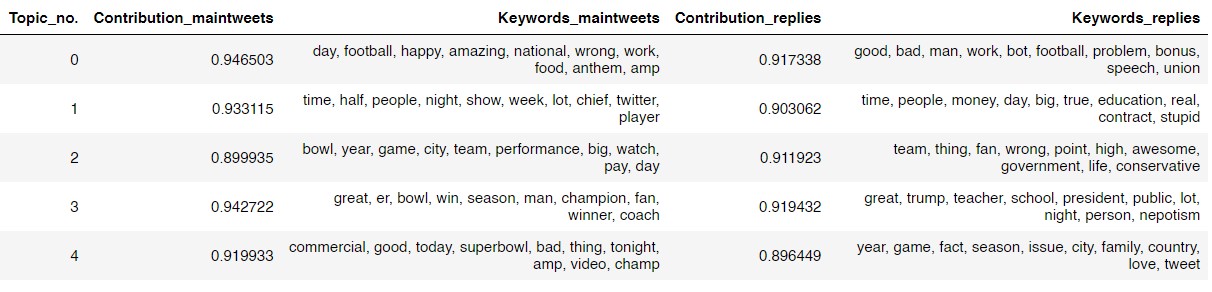 Topic_no. Contribution_maintweets Keywords_maintweets Contribution_replies Keywords_replies
0 0.946503 day, football, happy, amazing, national, wrong, work, food, anthem, amp 0.917338 good, bad, man, work, bot, football, problem, bonus, speech, union
1 0.933115 time, half, people, night, show, week, lot, chief, twitter, player 0.903062 time, people, money, day, big, true, education, real, contract, stupid
2 0.899935 bowl, year, game, city, team, performance, big, watch, pay, day 0.911923 team, thing, fan, wrong, point, high, awesome, government, life, conservative
3 0.942722 great, er, bowl, win, season, man, champion, fan, winner, coach 0.919432 great, trump, teacher, school, president, public, lot, night, person, nepotism
4 0.919933 commercial, good, today, superbowl, bad, thing, tonight, amp, video, champ 0.896449 year, game, fact, season, issue, city, family, country, love, tweet